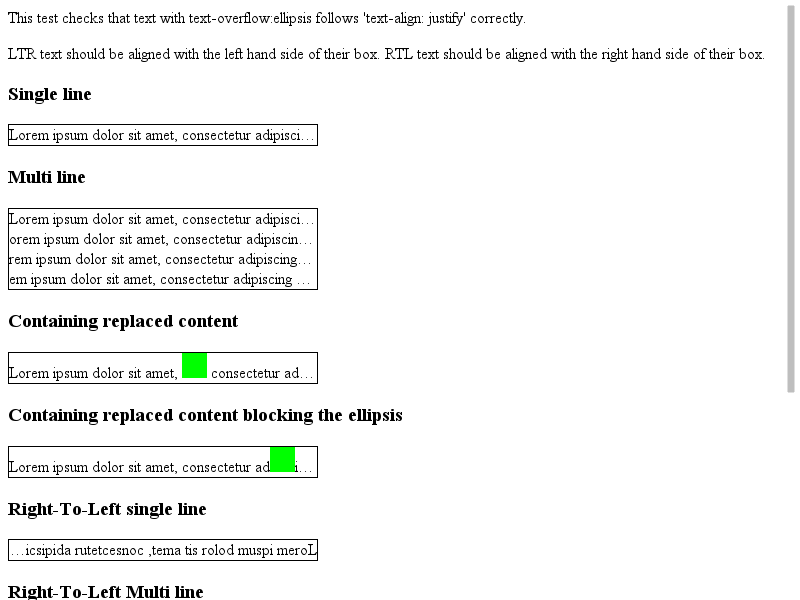 This test checks that text with text-overflow:ellipsis follows 'text-align: justify' correctly.
LTR text should be aligned with the left hand side of their box. RTL text should be aligned with the right hand side of their box.
Single line
Lorem ipsum dolor sit amet, consectetur adipisci…
Multi line
Lorem ipsum dolor sit amet, consectetur adipisci…
orem ipsum dolor sit amet, consectetur adipiscin…
rem ipsum dolor sit amet, consectetur adipiscing…
em ipsum dolor sit amet, consectetur adipiscing …
Containing replaced content
Lorem ipsum dolor sit amet, consectetur ad…
Containing replaced content blocking the ellipsis
Lorem ipsum dolor sit amet, consectetur ad i…
Right-To-Left single line
…icsipida rutetcesnoc ,tema tis rolod muspi meroL
Right-To-Left Multi line